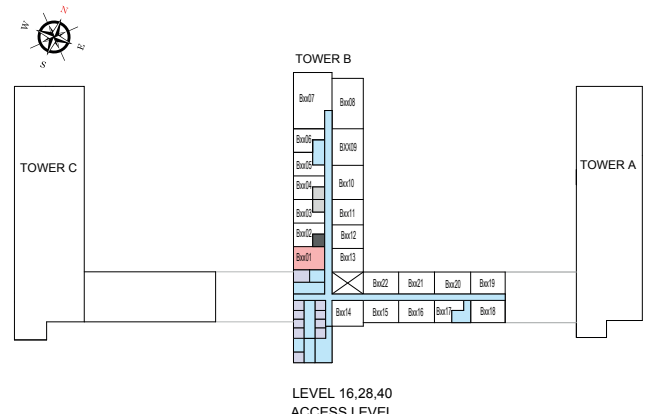 N
W
E
S
TOWER B
Bxx07
Bxx08
Bxx06
BXX09
Bxx05
TOWER C
TOWER A
Bxx04
Bxx10
Bxx03
Bxx11
Bxx02
Bxx12
Bxx01
Bxx13
Bxx22
Bxx21
Bxx20
Bxx19
Bxx14
Bxx15
Bxx16
Bxx17
Bxx18
LEVEL 16,28,40
ACCESS LEVEL